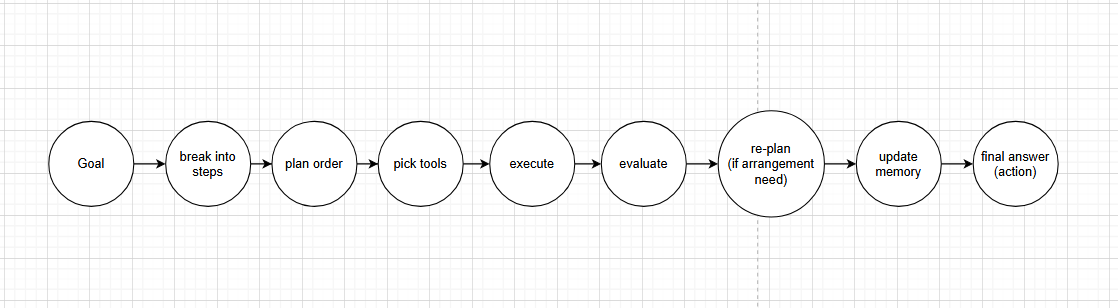 Goal
break into
steps
plan order
pick tools
execute
evaluate
re-plan
(if arrangement
need)
update
memory
final answer
(action)